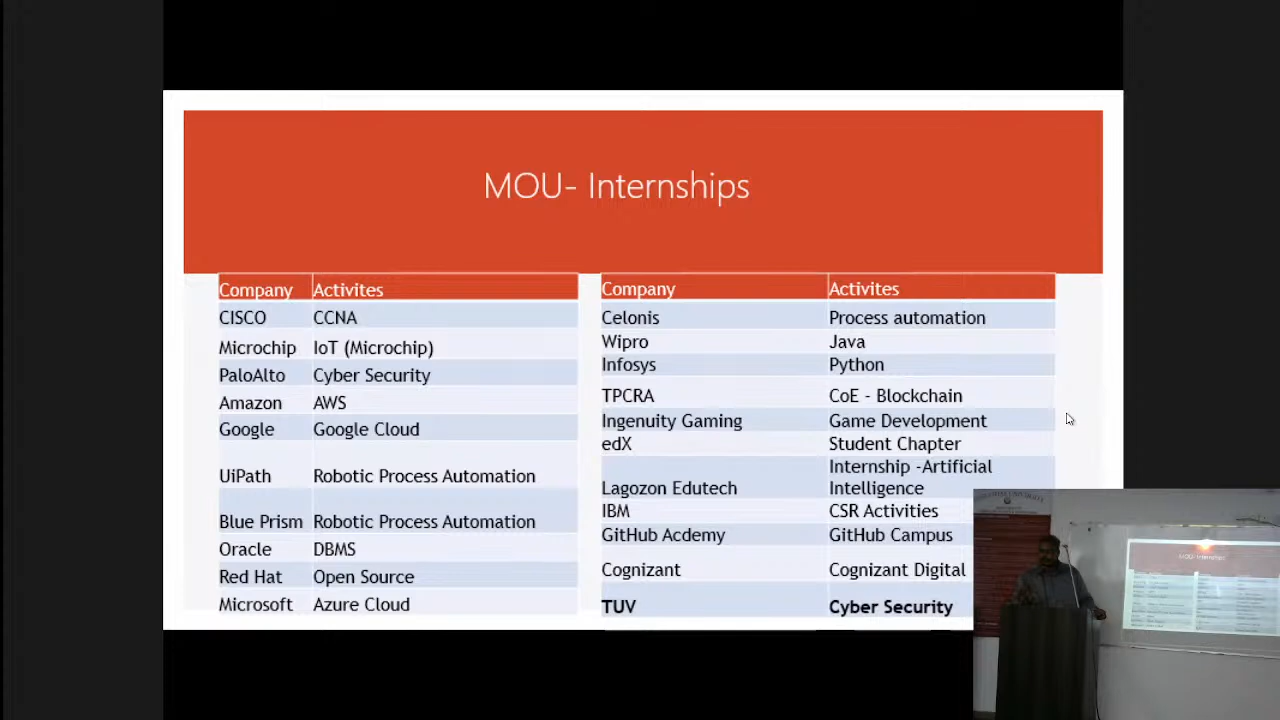 MOU- Internships
Company Activites
CISCO CCNA
Microchip IoT (Microchip)
PaloAlto Cyber Security
Amazon AWS
Google Google Cloud
UiPath Robotic Process Automation
Blue Prism Robotic Process Automation
Oracle DBMS
Red Hat Open Source
Microsoft Azure Cloud
Company Activites
Celonis Process automation
Wipro Java
Infosys Python
TPCRA CoE - Blockchain
Ingenuity Gaming Game Development
edX Student Chapter
Internship -Artificial
Lagozon Edutech Intelligence
IBM CSR Activities
GitHub Acdemy GitHub Campus
Cognizant Cognizant Digital
TUV Cyber Security
MOU- Internships